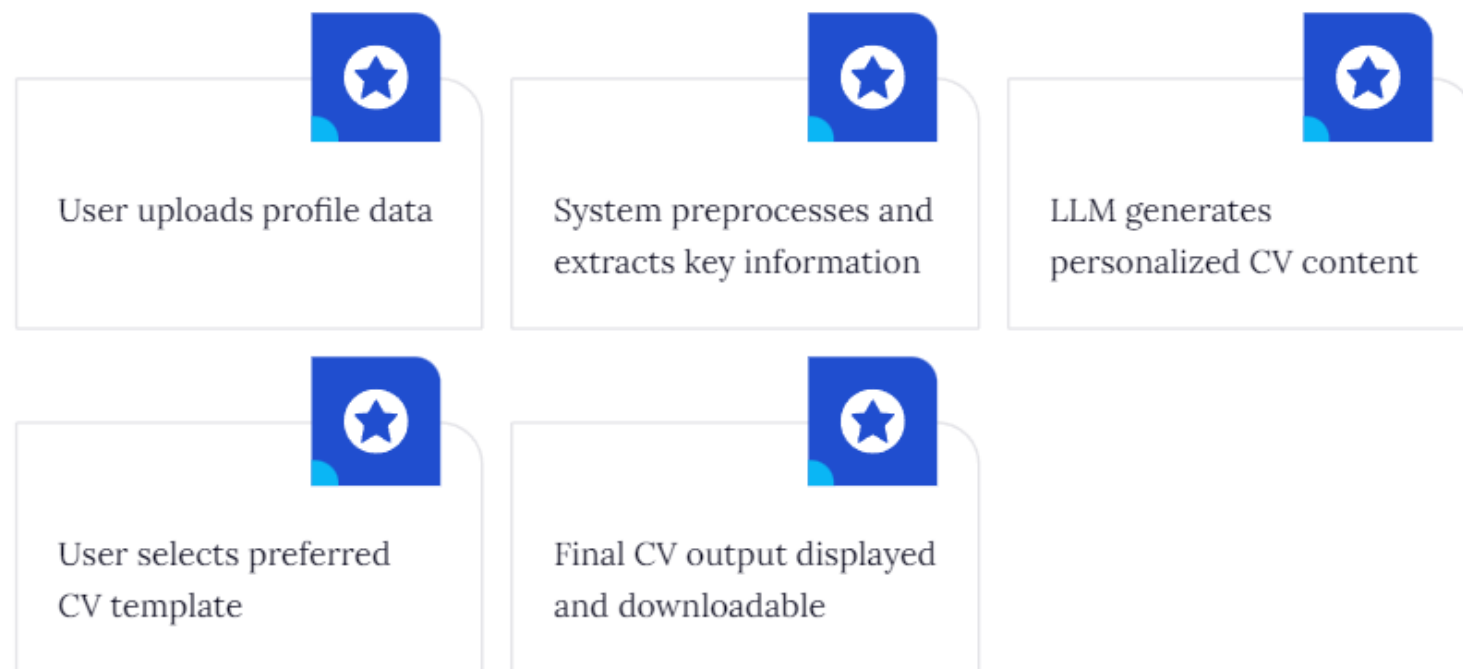 User uploads profile data
System preprocesses and
extracts key information
LLM generates
personalized CV content
User selects preferred
CV template
Final CV output displayed
and downloadable